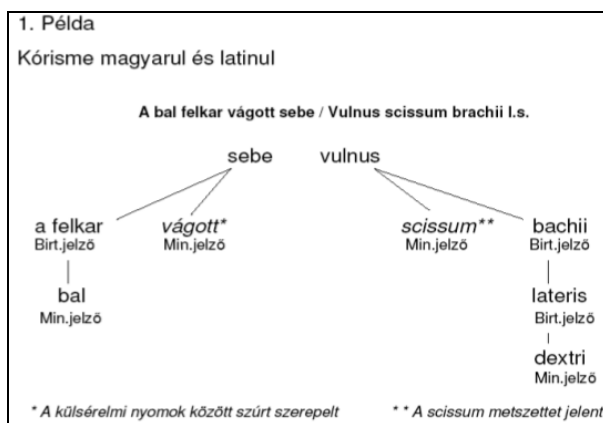 1. Példa
Kórisme magyarul és latinul
A bal felkar vágott sebe / Vulnus scissum brachii l.s.
sebe vulnus
a felkar vágott* scissum** bachii
Birt.jelző Min.jelző Min.jelző Birt.jelző
bal lateris
Min.jelző Birt.jelző
dextri
Min.jelző
* A külsérelmi nyomok között szúrt szerepelt * * A scissum metszettet jelent